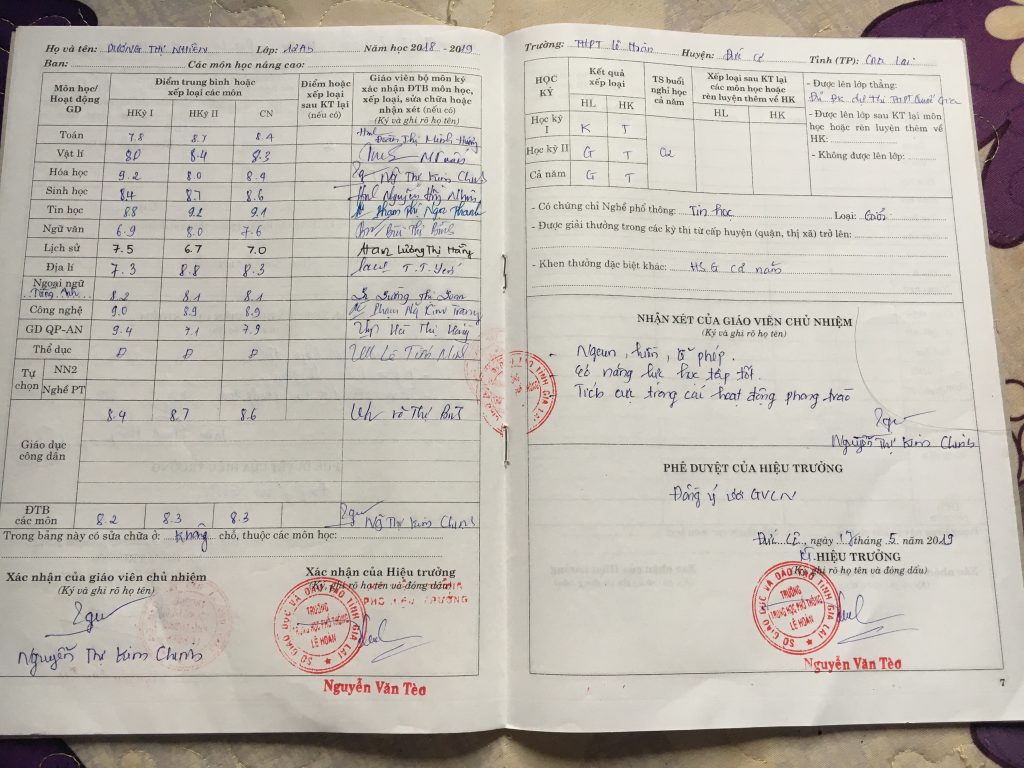 Họ và tên: DƯƠNG THỊ NHIÊN Lớp: 12A5 Năm học 2018 - 2019
Ban: Các môn học nâng cao:
Môn học/ Hoạt động GD Điểm trung bình hoặc xếp loại các môn Điểm hoặc xếp loại sau KT lại (nếu có) Giáo viên bộ môn ký xác nhận ĐTB môn học, xếp loại, sửa chữa hoặc nhận xét (nếu có) (Ký và ghi rõ họ tên)
HKỳ I HKỳ II CN
Toán 7.8 8.7 8.4 Thị Minh
Vật lí 8.0 8.4 8.3
Hóa học 9.2 8.0 8.4 Ng Thị Kim Chinh
Sinh học 8.4 8.7 8.6 Nguyễn
Tin học 8.8 9.2 9.1 Phạm Thị Nga Thanh
Ngữ văn 6.9 8.0 7.6 Bùi Thị Bính
Lịch sử 7.5 6.7 7.0 Lường Thị Hằng
Địa lí 7.3 8.8 8.3 T.T.Yến
Ngoại ngữ Tiếng Anh 8.2 8.1 8.1
Công nghệ 9.0 8.9 8.9 Phạm Ng Kim
GD QP-AN 9.4 7.1 7.9 Thị Hằng
Thể dục Đ Đ Đ Lê
Tự chọn NN2
Nghề PT
Giáo dục công dân 8.4 8.7 8.6 Thị
ĐTB các môn 8.2 8.3 8.3 Ng Thị Kim Chinh
Trong bảng này có sửa chữa ở: Không chỗ, thuộc các môn học:
Xác nhận của giáo viên chủ nhiệm
(Ký và ghi rõ họ tên)
Nguyễn Thị Kim Chinh
Xác nhận của Hiệu trưởng
(Ký, ghi rõ họ tên và đóng dấu)
PHÓ HIỆU TRƯỞNG
SỞ GIÁO DỤC VÀ ĐÀO TẠO TỈNH GIA LAI
TRƯỜNG
TRUNG HỌC PHỔ THÔNG
LÊ HOÀN
Nguyễn Văn Tèo
Trường: THPT Lê Hoàn Huyện: Đức Cơ Tỉnh (TP): Gia Lai
HỌC KỲ Kết quả xếp loại TS buổi nghỉ học cả năm Xếp loại sau KT lại các môn học hoặc rèn luyện thêm về HK
HL HK HL HK
Học kỳ I K T
Học kỳ II G T 02
Cả năm G T
- Được lên lớp thẳng:
Đủ ĐK dự thi THPT Quốc Gia
- Được lên lớp sau KT lại môn học hoặc rèn luyện thêm về HK:
- Không được lên lớp:
- Có chứng chỉ Nghề phổ thông: Tin học Loại: Giỏi
- Được giải thưởng trong các kỳ thi từ cấp huyện (quận, thị xã) trở lên:
- Khen thưởng đặc biệt khác: HSG cả năm
NHẬN XÉT CỦA GIÁO VIÊN CHỦ NHIỆM
(Ký và ghi rõ họ tên)
- Ngoan, hiền, lễ phép.
Có năng lực học tập tốt.
Tích cực trong các hoạt động phong trào
Nguyễn Thị Kim Chinh
PHÊ DUYỆT CỦA HIỆU TRƯỞNG
Đồng ý với GVCN
ngày 17 tháng 5 năm 2019
HIỆU TRƯỞNG
(Ký, ghi rõ họ tên và đóng dấu)
SỞ GIÁO DỤC VÀ ĐÀO TẠO TỈNH GIA LAI
TRƯỜNG
TRUNG HỌC PHỔ THÔNG
LÊ HOÀN
Nguyễn Văn Tèo
7